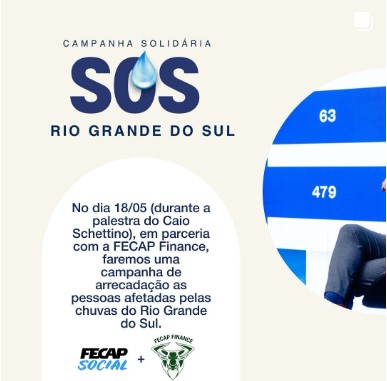 CAMPANHA SOLIDÁRIA
SOS
RIO GRANDE DO SUL
63
479
No dia 18/05 (durante a
palestra do Caio
Schettino), em parceria
com a FECAP Finance,
faremos uma
campanha de
arrecadação as
pessoas afetadas pelas
chuvas do Rio Grande
do Sul.
FECAP
SOCIAL
+
FECAP FINANCE